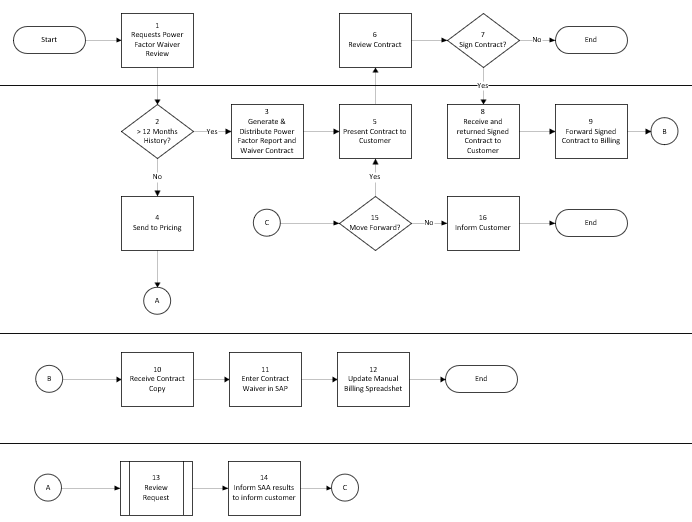 Start
1
Requests Power
Factor Waiver
Review
6
Review Contract
7
Sign Contract?
No
End
Yes
2
> 12 Months
History?
Yes
3
Generate &
Distribute Power
Factor Report and
Waiver Contract
5
Present Contract to
Customer
8
Receive and
returned Signed
Contract to
Customer
9
Forward Signed
Contract to Billing
B
No
Yes
4
Send to Pricing
C
15
Move Forward?
No
16
Inform Customer
End
A
B
10
Receive Contract
Copy
11
Enter Contract
Waiver in SAP
12
Update Manual
Billing Spreadshet
End
A
13
Review
Request
14
Inform SAA results
to inform customer
C